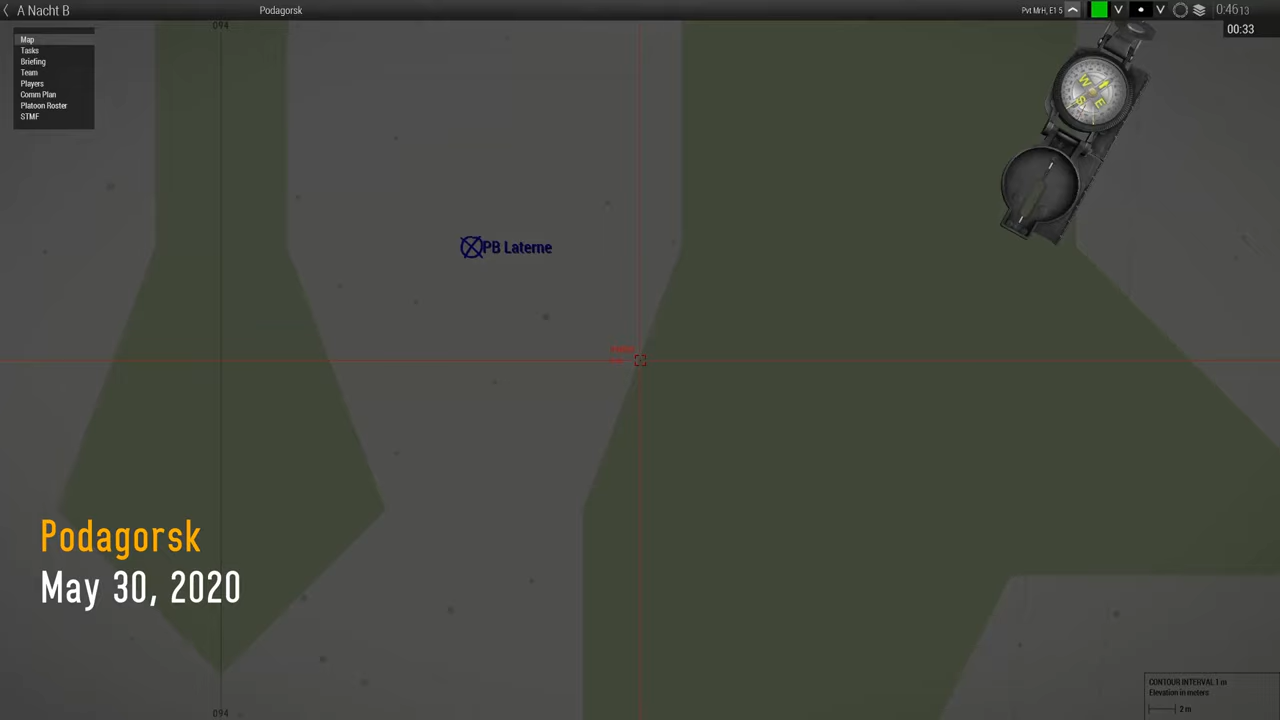 A Nacht B
Podagorsk
Pvt MrH, E1 5
0:46 13
00:33
094
Map
Tasks
Briefing
Team
Players
Comm Plan
Platoon Roster
STMF
W
E
S
PB Laterne
Podagorsk
May 30, 2020
CONTOUR INTERVAL 1 m
Elevation in meters
2 m
094